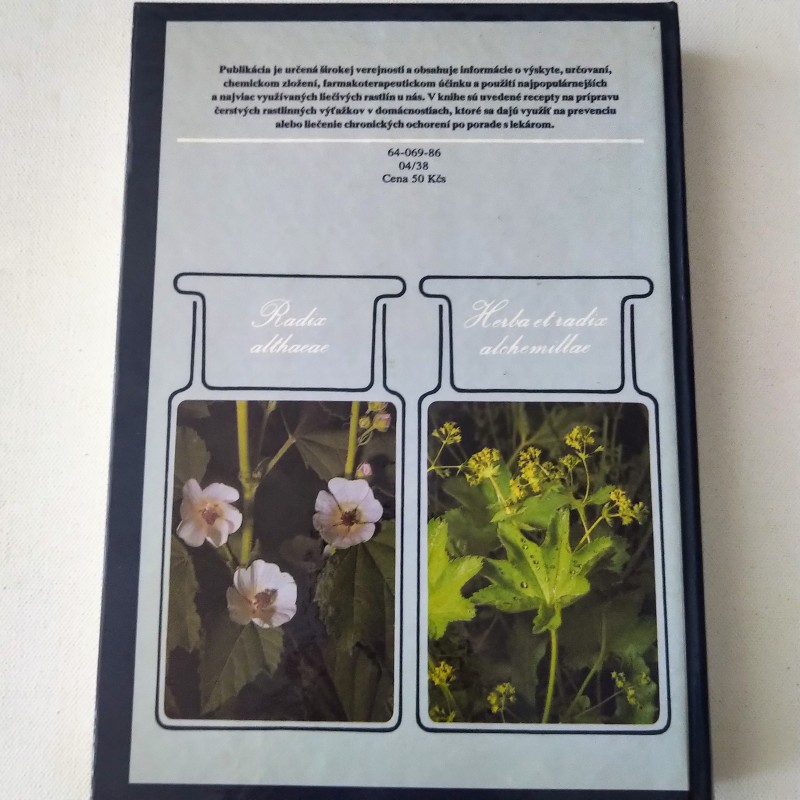 Publikácia je určená širokej verejnosti a obsahuje informácie o výskyte, určovaní,
chemickom zložení, farmakoterapeutickom účinku a použití najpopulárnejších
a najviac využívaných liečivých rastlín u nás. V knihe sú uvedené recepty na prípravu
čerstvých rastlinných výťažkov v domácnostiach, ktoré sa dajú využiť na prevenciu
alebo liečenie chronických ochorení po porade s lekárom.
64-069-86
04/38
Cena 50 Kčs
Radix
althaeae
Herba et radix
alchemillae